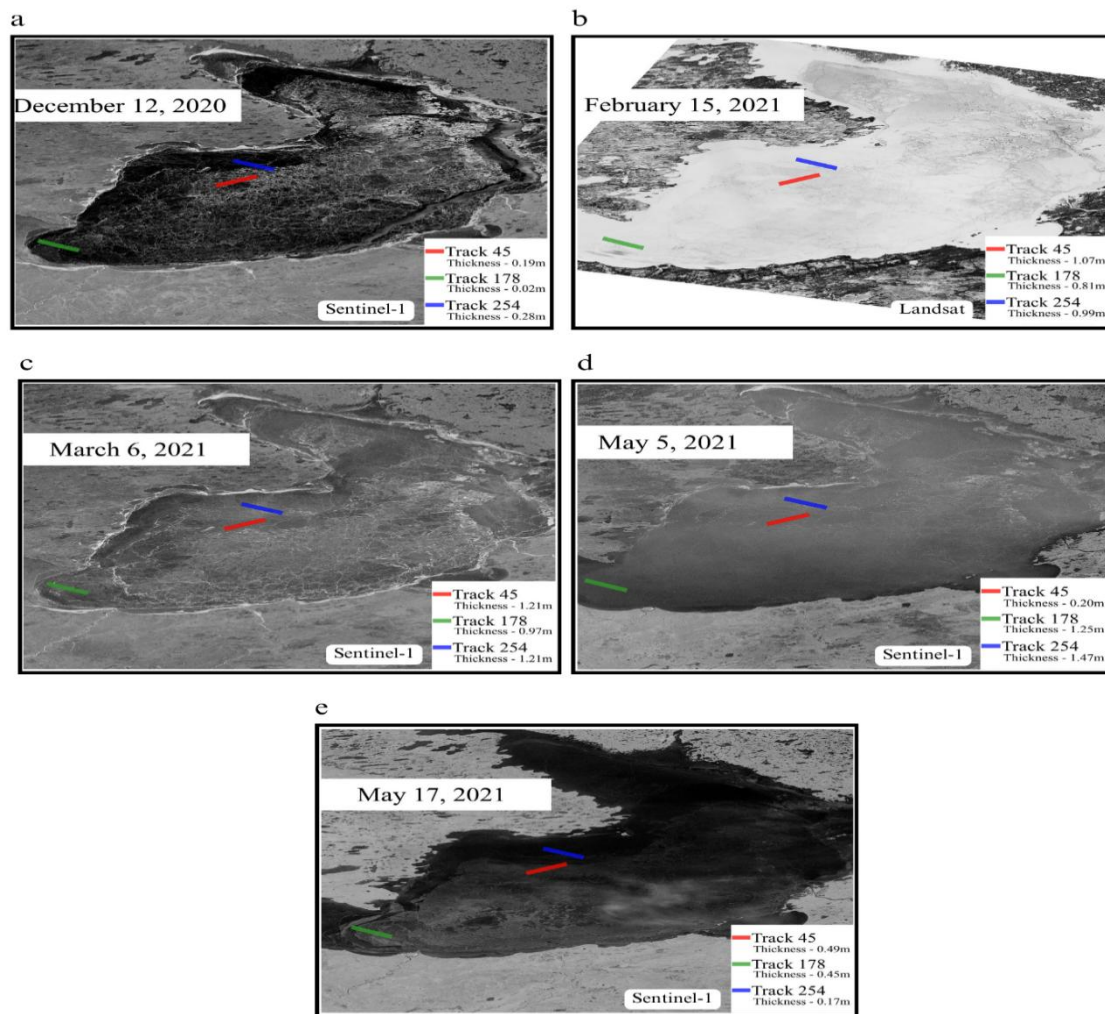 a
December 12, 2020
Track 45
Thickness - 0.19m
Track 178
Thickness - 0.02m
Track 254
Thickness - 0.28m
Sentinel-1
b
February 15, 2021
Track 45
Thickness - 1.07m
Track 178
Thickness - 0.81m
Track 254
Thickness - 0.99m
Landsat
c
March 6, 2021
Track 45
Thickness - 1.21m
Track 178
Thickness - 0.97m
Track 254
Thickness - 1.21m
Sentinel-1
d
May 5, 2021
Track 45
Thickness - 0.20m
Track 178
Thickness - 1.25m
Track 254
Thickness - 1.47m
Sentinel-1
e
May 17, 2021
Track 45
Thickness - 0.49m
Track 178
Thickness - 0.45m
Track 254
Thickness - 0.17m
Sentinel-1